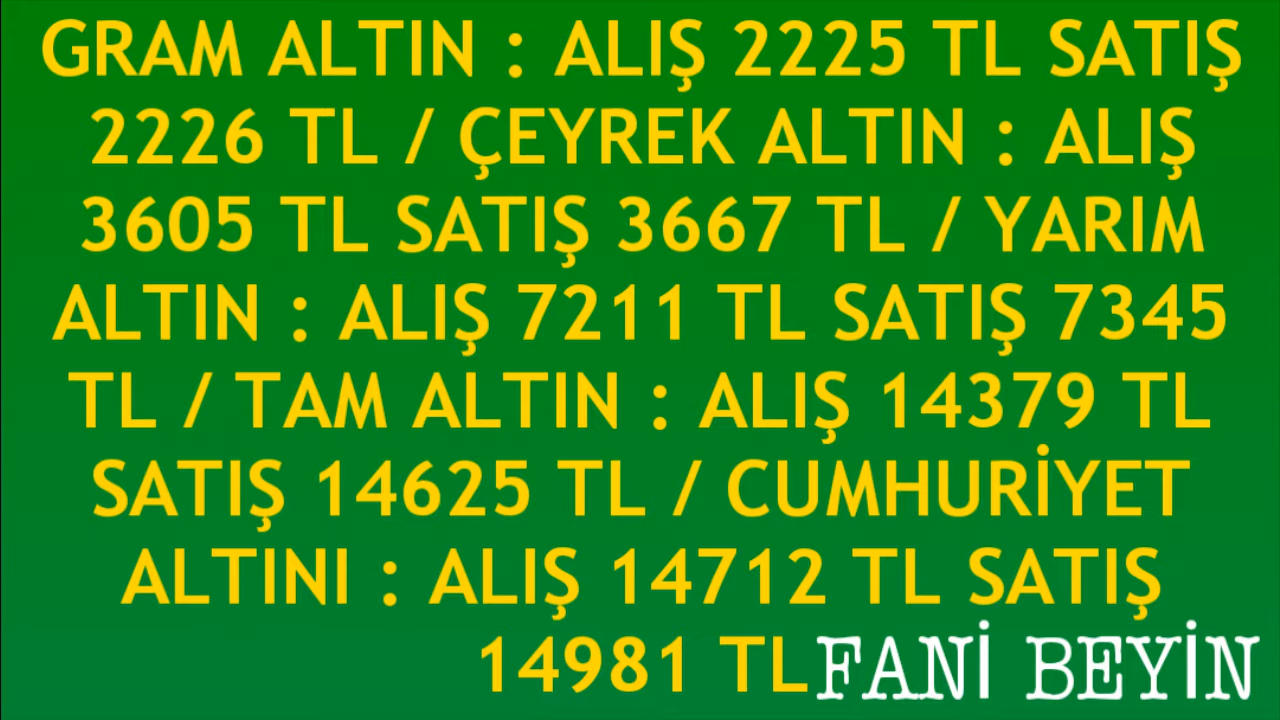 GRAM ALTIN : ALIŞ 2225 TL SATIŞ
2226 TL / ÇEYREK ALTIN : ALIŞ
3605 TL SATIŞ 3667 TL / YARIM
ALTIN : ALIŞ 7211 TL SATIŞ 7345
TL / TAM ALTIN : ALIŞ 14379 TL
SATIŞ 14625 TL / CUMHURİYET
ALTINI : ALIŞ 14712 TL SATIŞ
14981 TL FANİ BEYİN